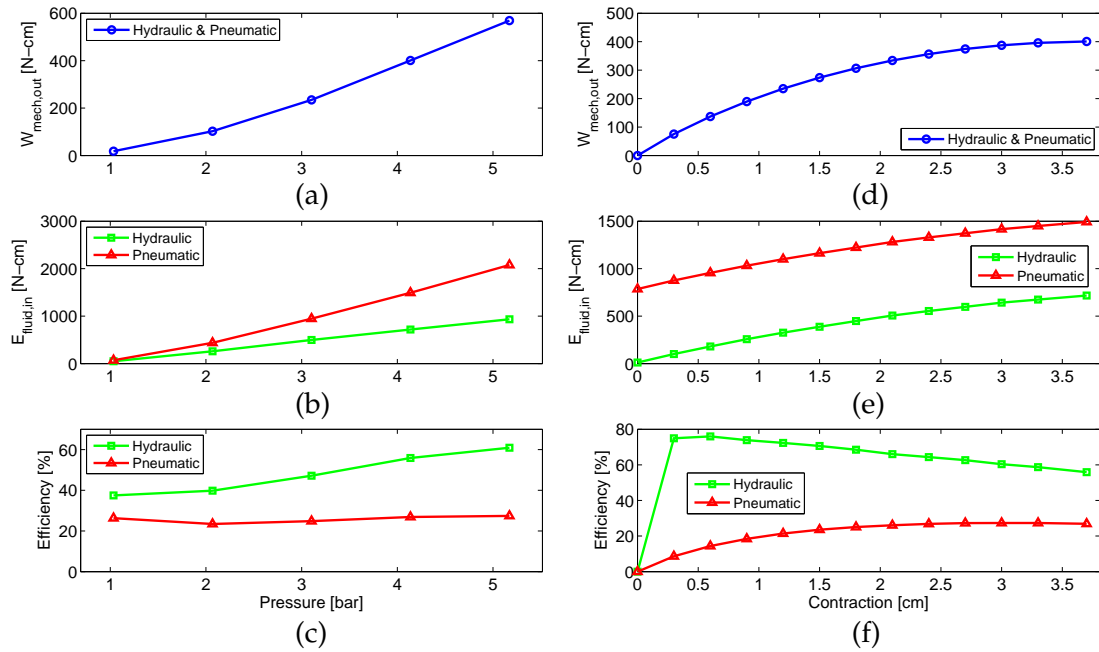 600
400
200
0
W_mech,out [N–cm]
Hydraulic & Pneumatic
1 2 3 4 5
(a)
500
400
300
200
100
0
W_mech,out [N–cm]
Hydraulic & Pneumatic
0 0.5 1 1.5 2 2.5 3 3.5
(d)
3000
2000
1000
0
E_fluid,in [N–cm]
Hydraulic
Pneumatic
1 2 3 4 5
(b)
1500
1000
500
0
E_fluid,in [N–cm]
Hydraulic
Pneumatic
0 0.5 1 1.5 2 2.5 3 3.5
(e)
60
40
20
0
Efficiency [%]
Hydraulic
Pneumatic
1 2 3 4 5
Pressure [bar]
(c)
80
60
40
20
0
Efficiency [%]
Hydraulic
Pneumatic
0 0.5 1 1.5 2 2.5 3 3.5
Contraction [cm]
(f)